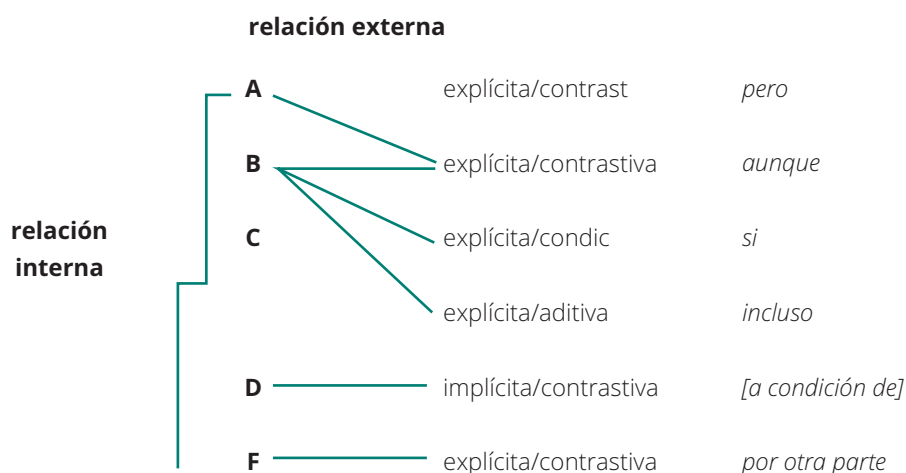 relación externa
A explícita/contrast pero
B explícita/contrastiva aunque
relación
interna
C explícita/condic si
explícita/aditiva incluso
D implícita/contrastiva [a condición de]
F explícita/contrastiva por otra parte